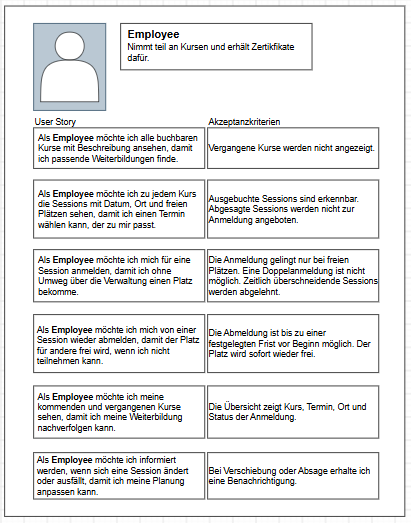 Employee
Nimmt teil an Kursen und erhält Zertikfikate
dafür.
User Story
Akzeptanzkriterien
Als Employee möchte ich alle buchbaren
Kurse mit Beschreibung ansehen, damit
ich passende Weiterbildungen finde.
Vergangene Kurse werden nicht angezeigt.
Als Employee möchte ich zu jedem Kurs
die Sessions mit Datum, Ort und freien
Plätzen sehen, damit ich einen Termin
wählen kann, der zu mir passt.
Ausgebuchte Sessions sind erkennbar.
Abgesagte Sessions werden nicht zur
Anmeldung angeboten.
Als Employee möchte ich mich für eine
Session anmelden, damit ich ohne
Umweg über die Verwaltung einen Platz
bekomme.
Die Anmeldung gelingt nur bei freien
Plätzen. Eine Doppelanmeldung ist nicht
möglich. Zeitlich überschneidende Sessions
werden abgelehnt.
Als Employee möchte ich mich von einer
Session wieder abmelden, damit der Platz
für andere frei wird, wenn ich nicht
teilnehmen kann.
Die Abmeldung ist bis zu einer
festgelegten Frist vor Beginn möglich. Der
Platz wird sofort wieder frei.
Als Employee möchte ich meine
kommenden und vergangenen Kurse
sehen, damit ich meine Weiterbildung
nachverfolgen kann.
Die Übersicht zeigt Kurs, Termin, Ort und
Status der Anmeldung.
Als Employee möchte ich informiert
werden, wenn sich eine Session ändert
oder ausfällt, damit ich meine Planung
anpassen kann.
Bei Verschiebung oder Absage erhalte ich
eine Benachrichtigung.